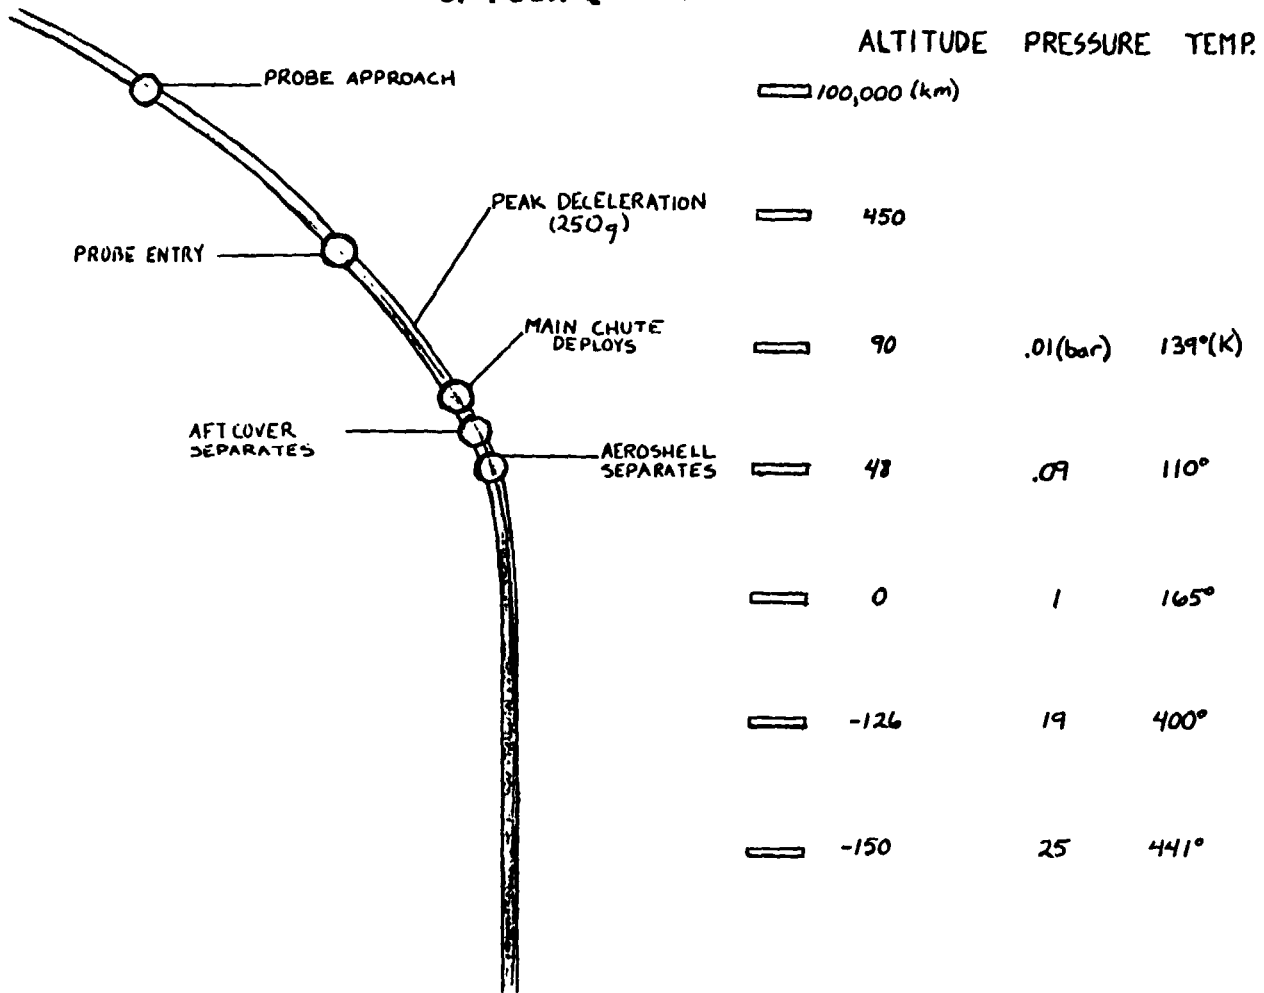 ALTITUDE PRESSURE TEMP.
PROBE APPROACH
100,000 (km)
PEAK DECELERATION
(250g)
450
PROBE ENTRY
MAIN CHUTE
DEPLOYS
90 .01(bar) 139°(K)
AFT COVER
SEPARATES
AEROSHELL
SEPARATES
48 .09 110°
0 1 165°
-126 19 400°
-150 25 441°